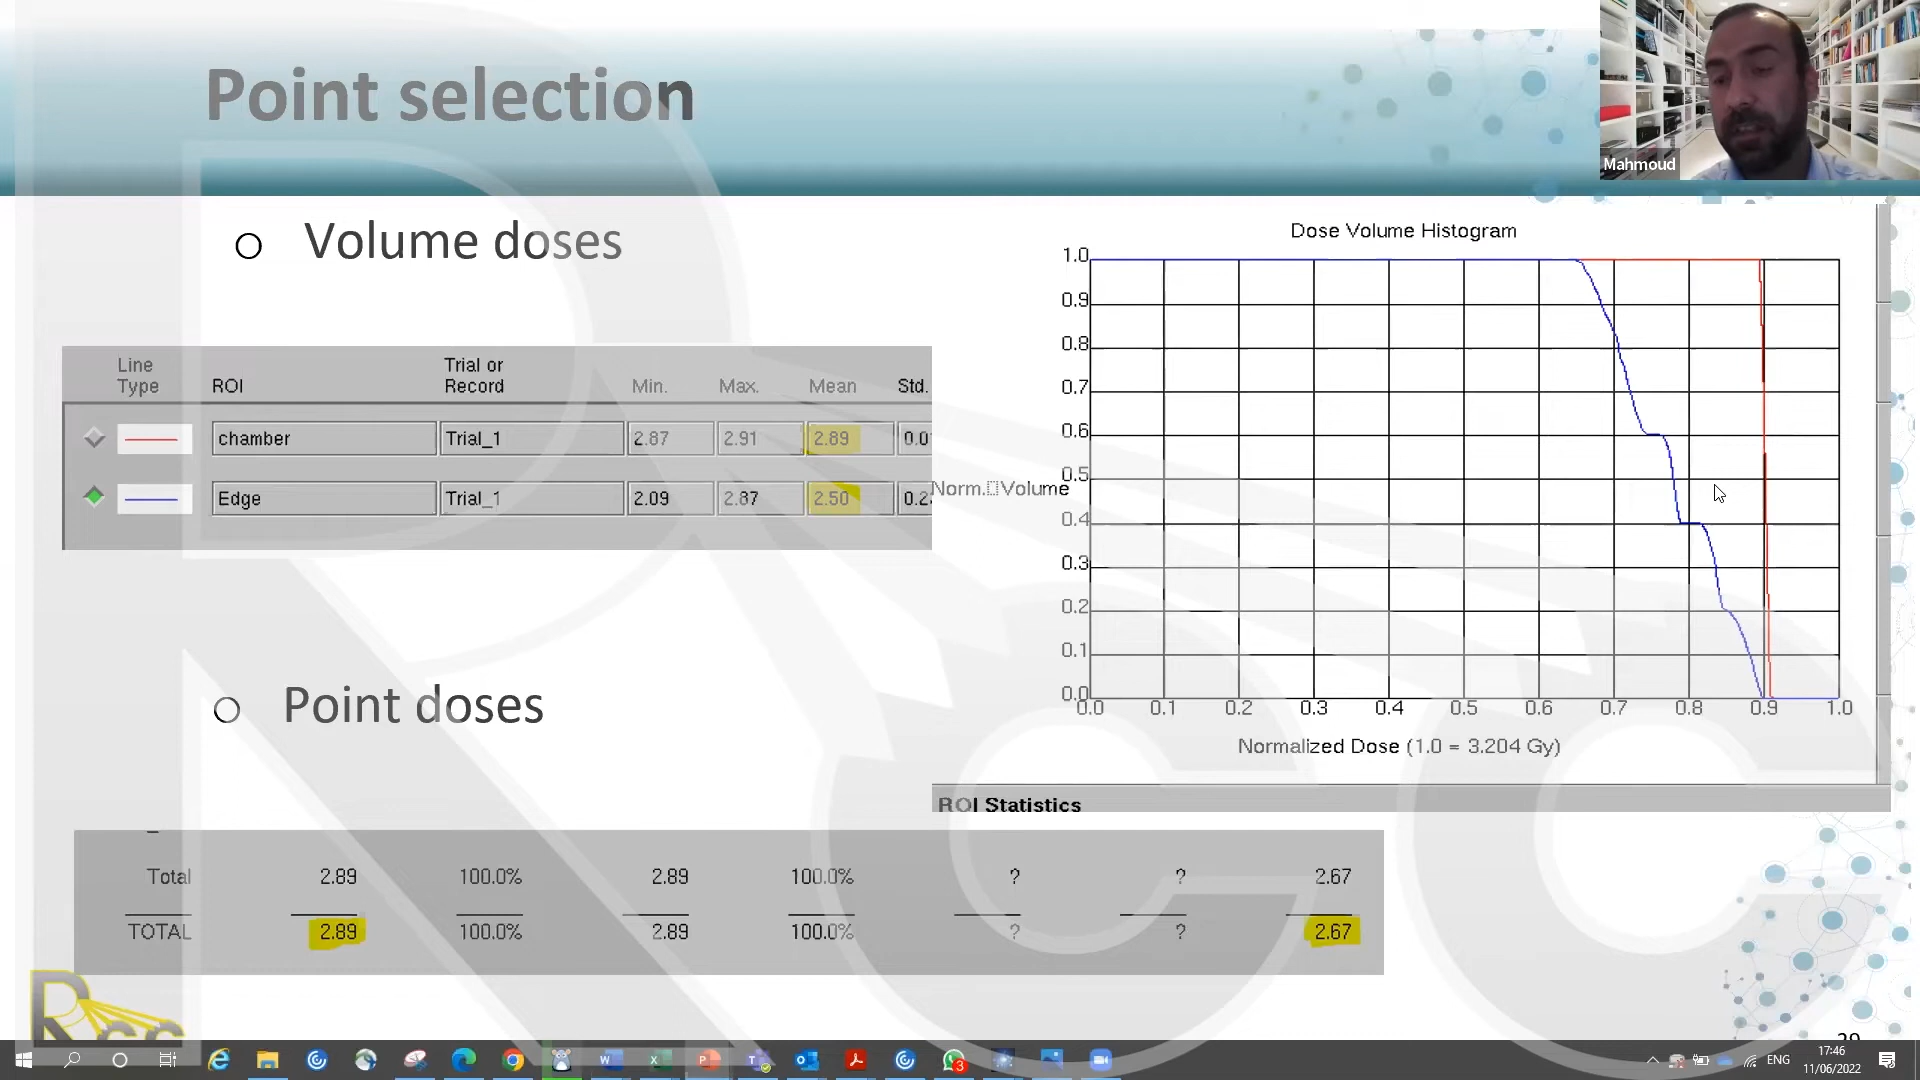 Point selection
Mahmoud
Volume doses
Line Type ROI Trial or Record Min. Max. Mean Std.
chamber Trial_1 2.87 2.91 2.89 0.0
Edge Trial_1 2.09 2.87 2.50 0.2
Dose Volume Histogram
1.0
0.9
0.8
0.7
0.6
0.5
Norm. Volume
0.4
0.3
0.2
0.1
0.0
0.0 0.1 0.2 0.3 0.4 0.5 0.6 0.7 0.8 0.9 1.0
Normalized Dose (1.0 = 3.204 Gy)
ROI Statistics
Point doses
Total 2.89 100.0% 2.89 100.0% ? ? 2.67
TOTAL 2.89 100.0% 2.89 100.0% ? ? 2.67
RCC
ENG
17:46
11/06/2022
3